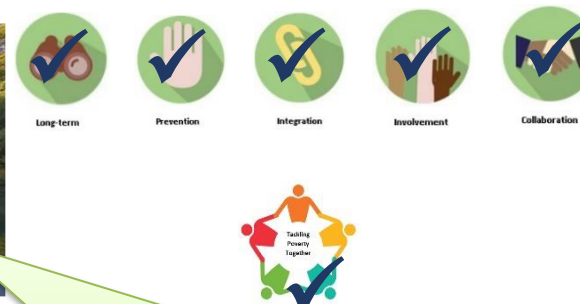 Long-term
Prevention
Integration
Involvement
Collaboration
Tackling
Poverty
Together